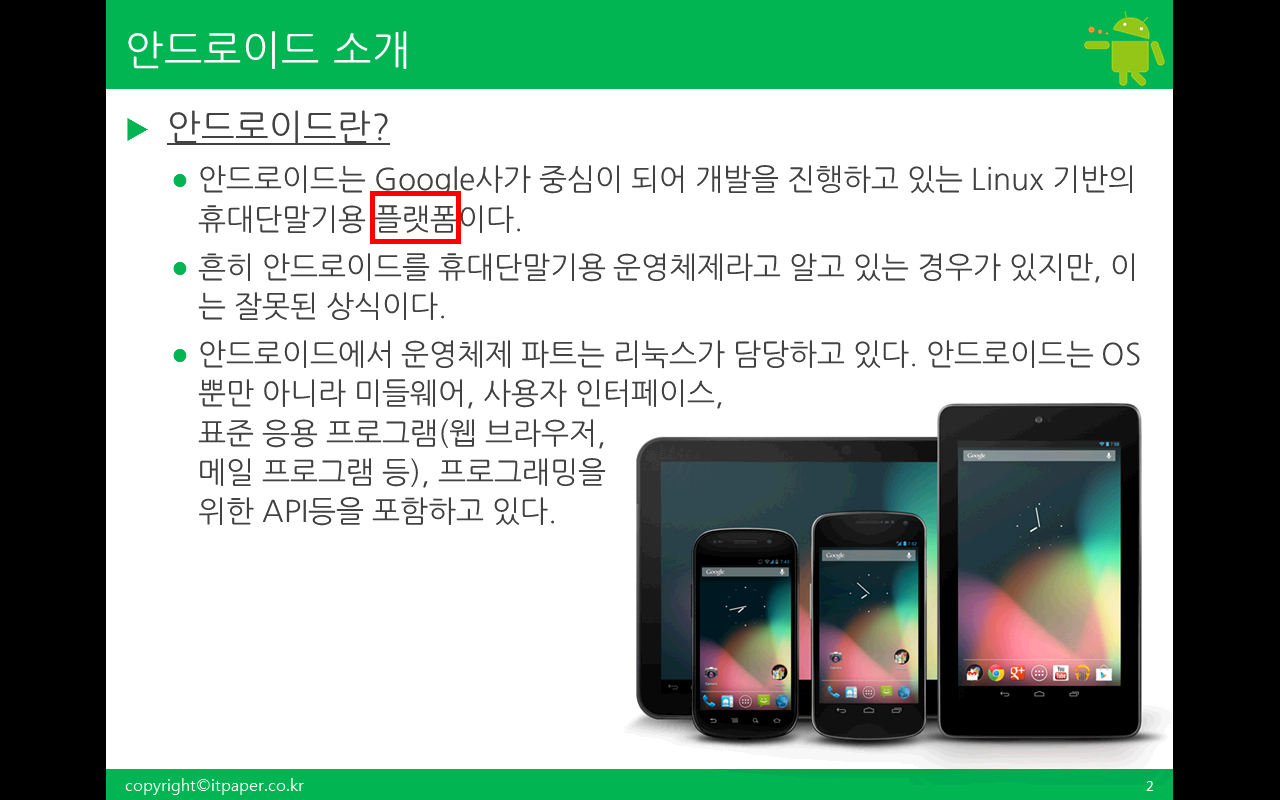 안드로이드 소개
안드로이드란?
안드로이드는 Google사가 중심이 되어 개발을 진행하고 있는 Linux 기반의
휴대단말기용 플랫폼이다.
흔히 안드로이드를 휴대단말기용 운영체제라고 알고 있는 경우가 있지만, 이
는 잘못된 상식이다.
안드로이드에서 운영체제 파트는 리눅스가 담당하고 있다. 안드로이드는 OS
뿐만 아니라 미들웨어, 사용자 인터페이스,
표준 응용 프로그램(웹 브라우저,
메일 프로그램 등), 프로그래밍을
위한 API등을 포함하고 있다.
Google
Google
Google
copyright©itpaper.co.kr
2